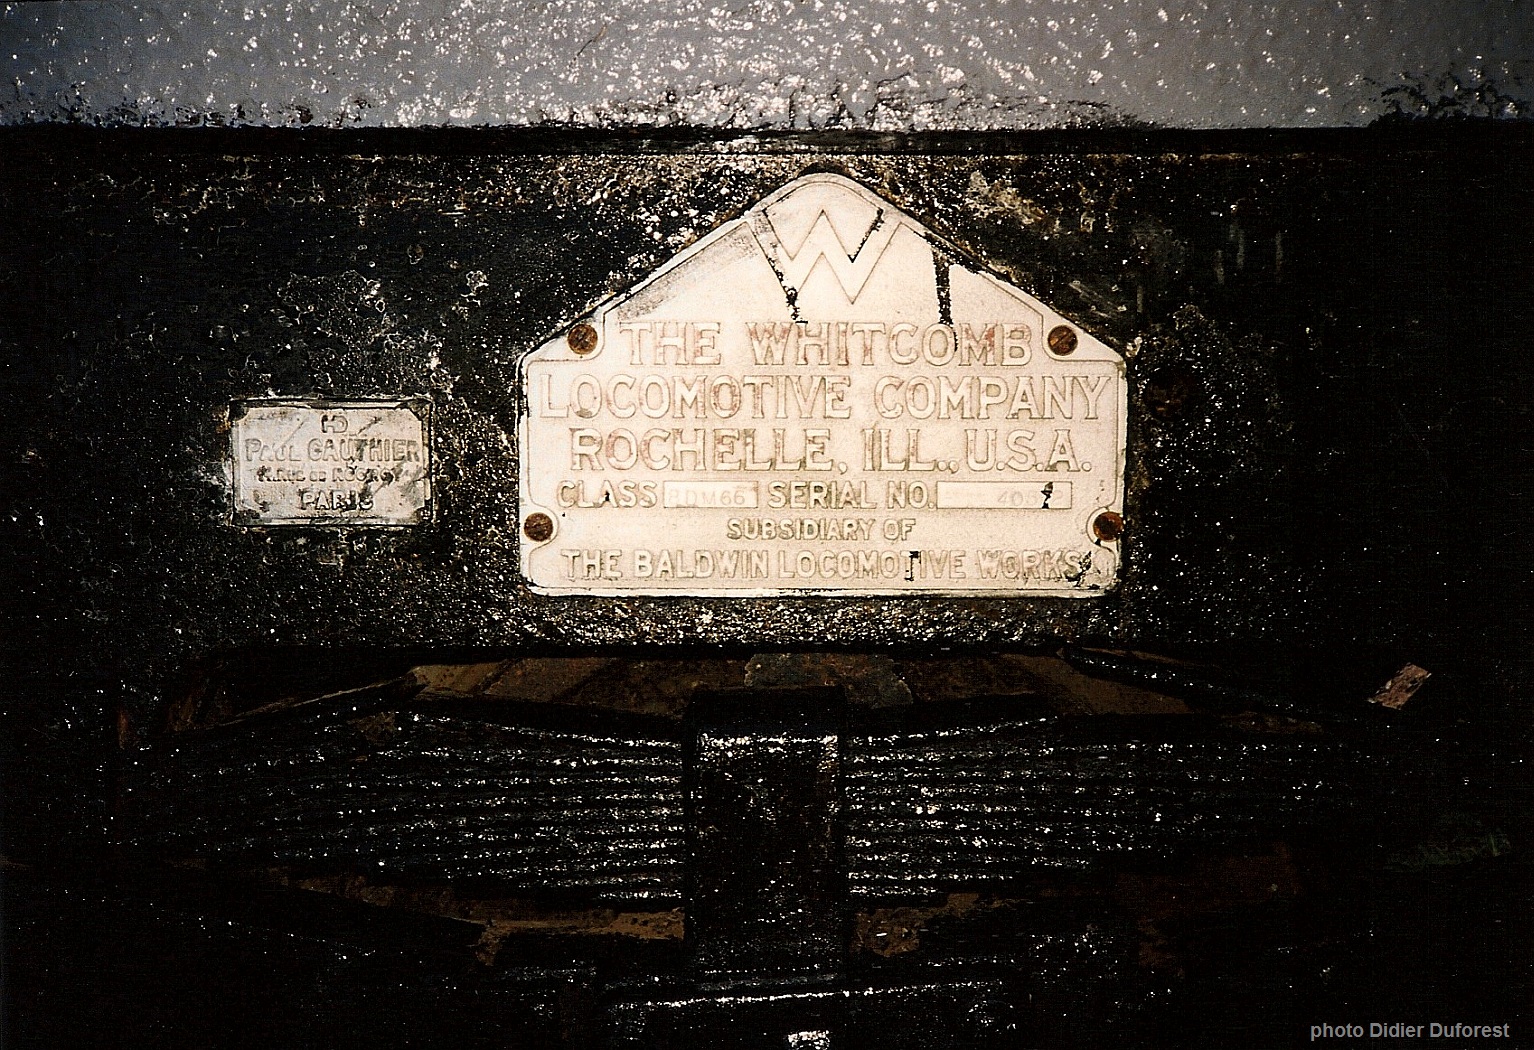 W
THE WHITCOMB
LOCOMOTIVE COMPANY
ROCHELLE, ILL., U.S.A.
CLASS SERIAL NO.
SUBSIDIARY OF
THE BALDWIN LOCOMOTIVE WORKS
HD
PAUL GAUTHIER
PARIS
photo Didier Duforest